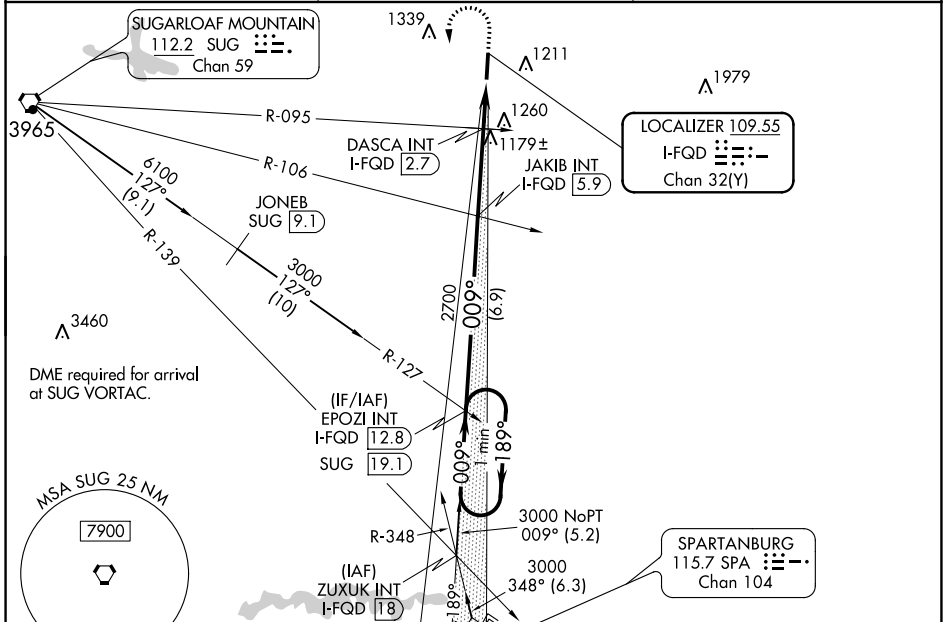 SUGARLOAF MOUNTAIN
112.2 SUG
Chan 59
3965
1339
1211
1979
1260
1179±
LOCALIZER 109.55
I-FQD
Chan 32(Y)
R-095
DASCA INT
I-FQD 2.7
R-106
JAKIB INT
I-FQD 5.9
6100
127°
(9.1)
JONEB
SUG 9.1
R-139
3000
127°
(10)
2700
009°
(6.9)
3460
R-127
DME required for arrival
at SUG VORTAC.
(IF/IAF)
EPOZI INT
I-FQD 12.8
SUG 19.1
009°
1 min
189°
MSA SUG 25 NM
7900
R-348
3000 NoPT
009° (5.2)
(IAF)
ZUXUK INT
I-FQD 18
189°
3000
348° (6.3)
SPARTANBURG
115.7 SPA
Chan 104